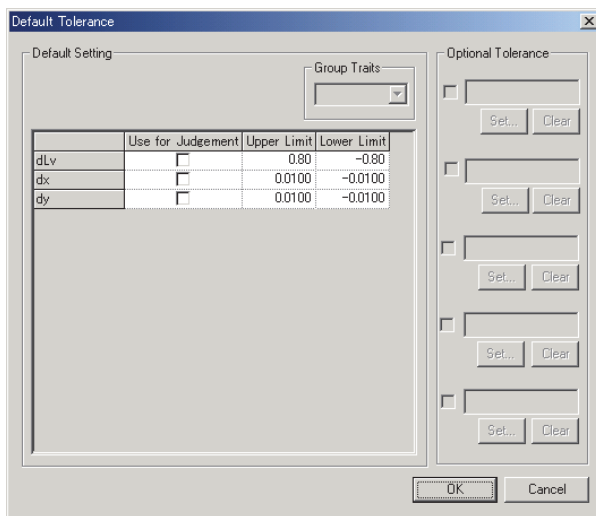 Default Tolerance
Default Setting
Group Traits
Use for Judgement Upper Limit Lower Limit
dLv 0.80 -0.80
dx 0.0100 -0.0100
dy 0.0100 -0.0100
Optional Tolerance
Set... Clear
Set... Clear
Set... Clear
Set... Clear
Set... Clear
OK Cancel